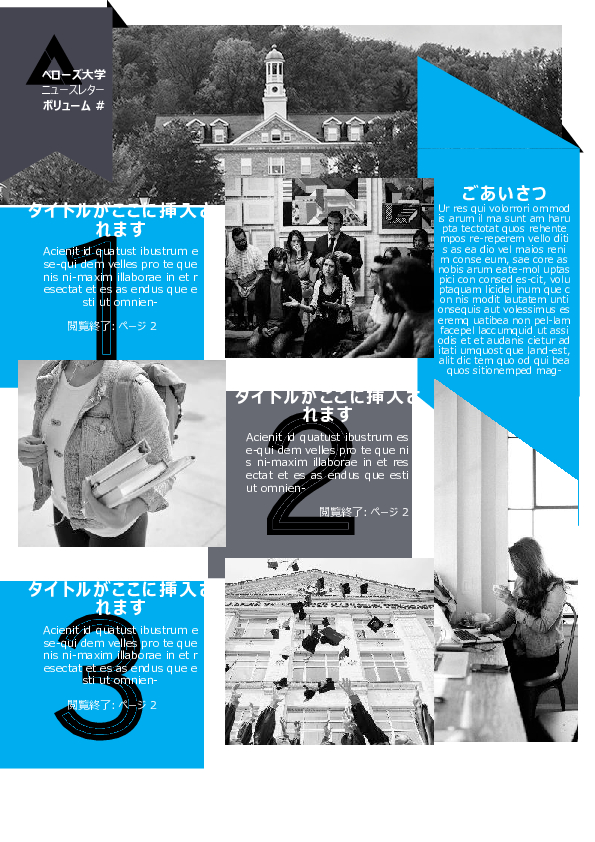 ベローズ大学
ニュースレター
ボリューム #
タイトルがここに挿入さ
れます
1
Acienit id quatust ibustrum e
se-qui dem velles pro te que
nis ni-maxim illaborae in et r
esectat et es as endus que e
sti ut omnien-
閲覧終了: ページ 2
ごあいさつ
Ur res qui volorrori ommod
is arum il ma sunt am haru
pta tectotat quos rehente
mpos re-reperem vello diti
s as ea dio vel maios reni
m conse eum, sae core as
nobis arum eate-mol uptas
pici con consed es-cit, volu
ptaquam licidel inum que c
on nis modit lautatem unti
onsequis aut volessimus es
eremq uatibea non pel-lam
facepel laccumquid ut assi
odis et et audanis cietur ad
itati umquost que land-est,
alit dic tem quo od qui bea
quos sitionemped mag-
タイトルがここに挿入さ
れます
2
Acienit id quatust ibustrum es
e-qui dem velles pro te que ni
s ni-maxim illaborae in et res
ectat et es as endus que esti
ut omnien-
閲覧終了: ページ 2
タイトルがここに挿入さ
れます
3
Acienit id quatust ibustrum e
se-qui dem velles pro te que
nis ni-maxim illaborae in et r
esectat et es as endus que e
sti ut omnien-
閲覧終了: ページ 2